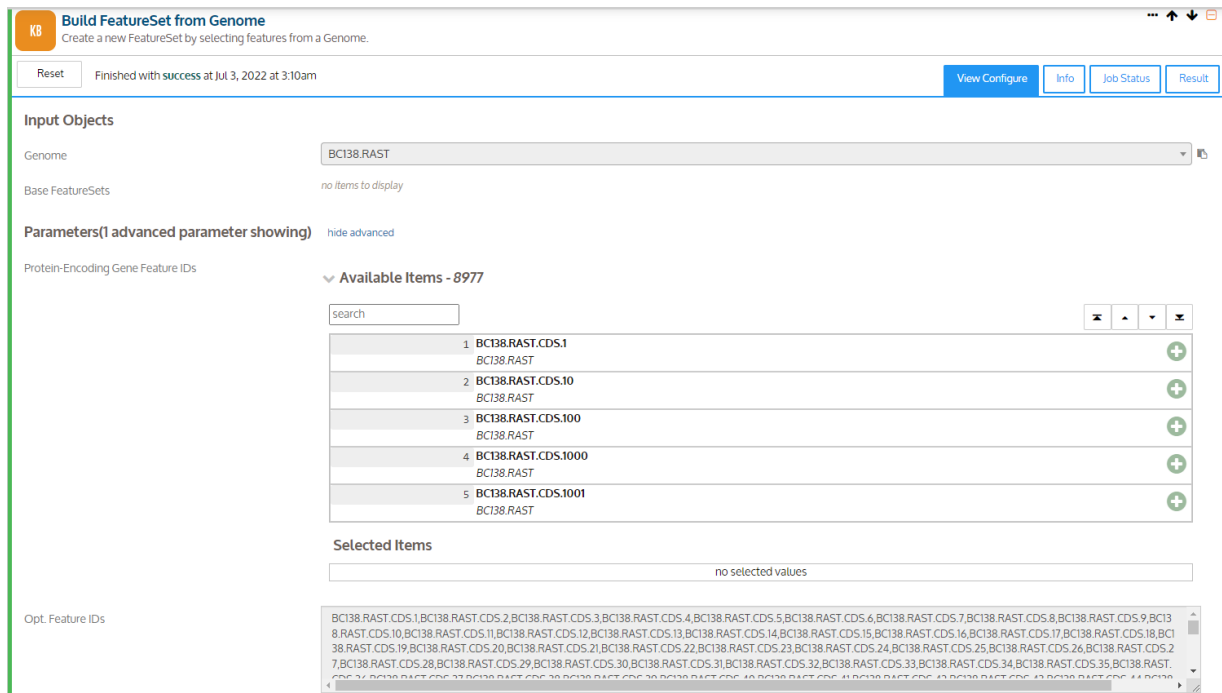 KB
Build FeatureSet from Genome
Create a new FeatureSet by selecting features from a Genome.
Reset
Finished with success at Jul 3, 2022 at 3:10am
View Configure
Info
Job Status
Result
Input Objects
Genome
BC138.RAST
Base FeatureSets
no items to display
Parameters(1 advanced parameter showing) hide advanced
Protein-Encoding Gene Feature IDs
Available Items - 8977
search
1 BC138.RAST.CDS.1
BC138.RAST
2 BC138.RAST.CDS.10
BC138.RAST
3 BC138.RAST.CDS.100
BC138.RAST
4 BC138.RAST.CDS.1000
BC138.RAST
5 BC138.RAST.CDS.1001
BC138.RAST
Selected Items
no selected values
Opt. Feature IDs
BC138.RAST.CDS.1,BC138.RAST.CDS.2,BC138.RAST.CDS.3,BC138.RAST.CDS.4,BC138.RAST.CDS.5,BC138.RAST.CDS.6,BC138.RAST.CDS.7,BC138.RAST.CDS.8,BC138.RAST.CDS.9,BC13
8.RAST.CDS.10,BC138.RAST.CDS.11,BC138.RAST.CDS.12,BC138.RAST.CDS.13,BC138.RAST.CDS.14,BC138.RAST.CDS.15,BC138.RAST.CDS.16,BC138.RAST.CDS.17,BC138.RAST.CDS.18,BC1
38.RAST.CDS.19,BC138.RAST.CDS.20,BC138.RAST.CDS.21,BC138.RAST.CDS.22,BC138.RAST.CDS.23,BC138.RAST.CDS.24,BC138.RAST.CDS.25,BC138.RAST.CDS.26,BC138.RAST.CDS.2
7,BC138.RAST.CDS.28,BC138.RAST.CDS.29,BC138.RAST.CDS.30,BC138.RAST.CDS.31,BC138.RAST.CDS.32,BC138.RAST.CDS.33,BC138.RAST.CDS.34,BC138.RAST.CDS.35,BC138.RAST.